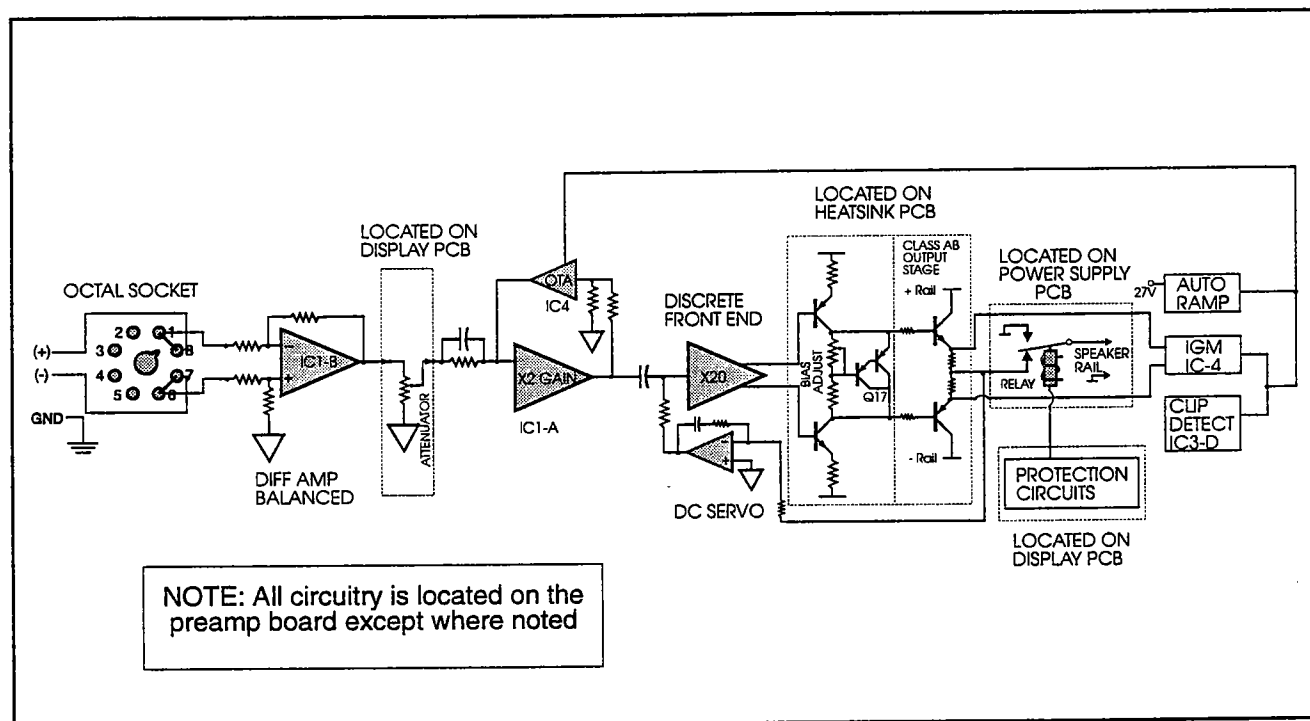 OCTAL SOCKET
2
1
3
8
4
7
5
6
(+)
(-)
GND
IC1-B
DIFF AMP
BALANCED
LOCATED ON
DISPLAY PCB
ATTENUATOR
OTA
IC4
X2 GAIN
IC1-A
DISCRETE
FRONT END
X20
DC SERVO
LOCATED ON
HEATSINK PCB
BIAS
ADJUST
Q17
CLASS AB
OUTPUT
STAGE
+ Rail
- Rail
LOCATED ON
POWER SUPPLY
PCB
SPEAKER
RAIL
RELAY
PROTECTION
CIRCUITS
LOCATED ON
DISPLAY PCB
27V
AUTO
RAMP
IGM
IC-4
CLIP
DETECT
IC3-D
NOTE: All circuitry is located on the
preamp board except where noted